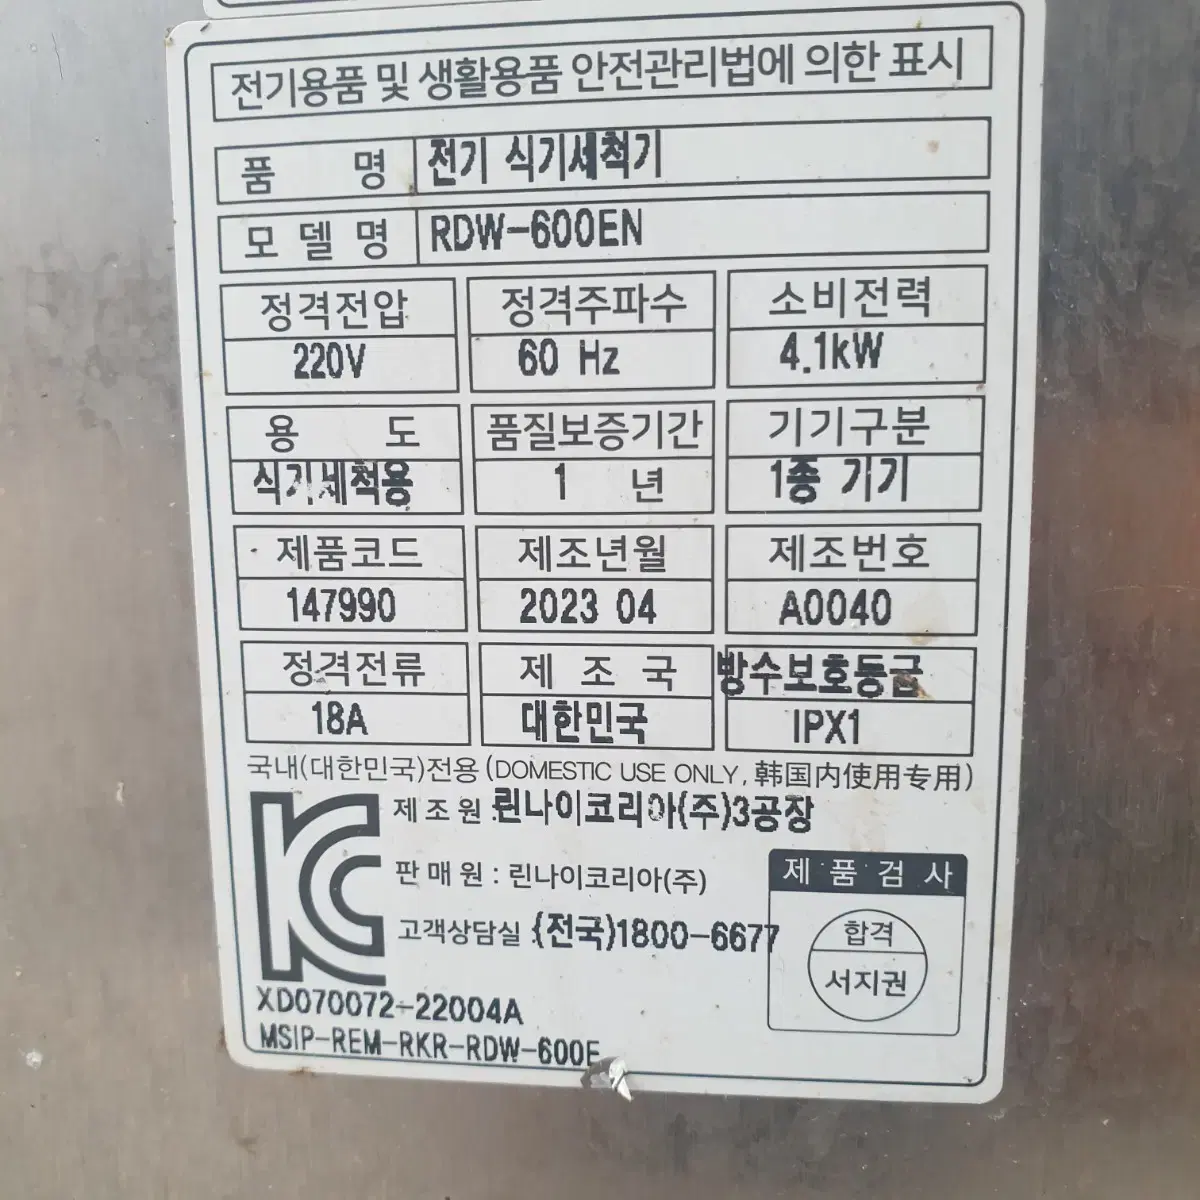 전기용품 및 생활용품 안전관리법에 의한 표시
품 명 전기 식기세척기
모 델 명 RDW-600EN
정격전압 정격주파수 소비전력
220V 60 Hz 4.1kW
용 도 품질보증기간 기기구분
식기세척용 1 년 1종 기기
제품코드 제조년월 제조번호
147990 2023 04 A0040
정격전류 제 조 국 방수보호등급
18A 대한민국 IPX1
국내(대한민국)전용 (DOMESTIC USE ONLY, 韩国内使用专用)
제 조 원 : 린나이코리아(주)3공장
판 매 원 : 린나이코리아(주)
고객상담실 : (전국)1800-6677
제 품 검 사
합격
서지권
XD070072-22004A
MSIP-REM-RKR-RDW-600E